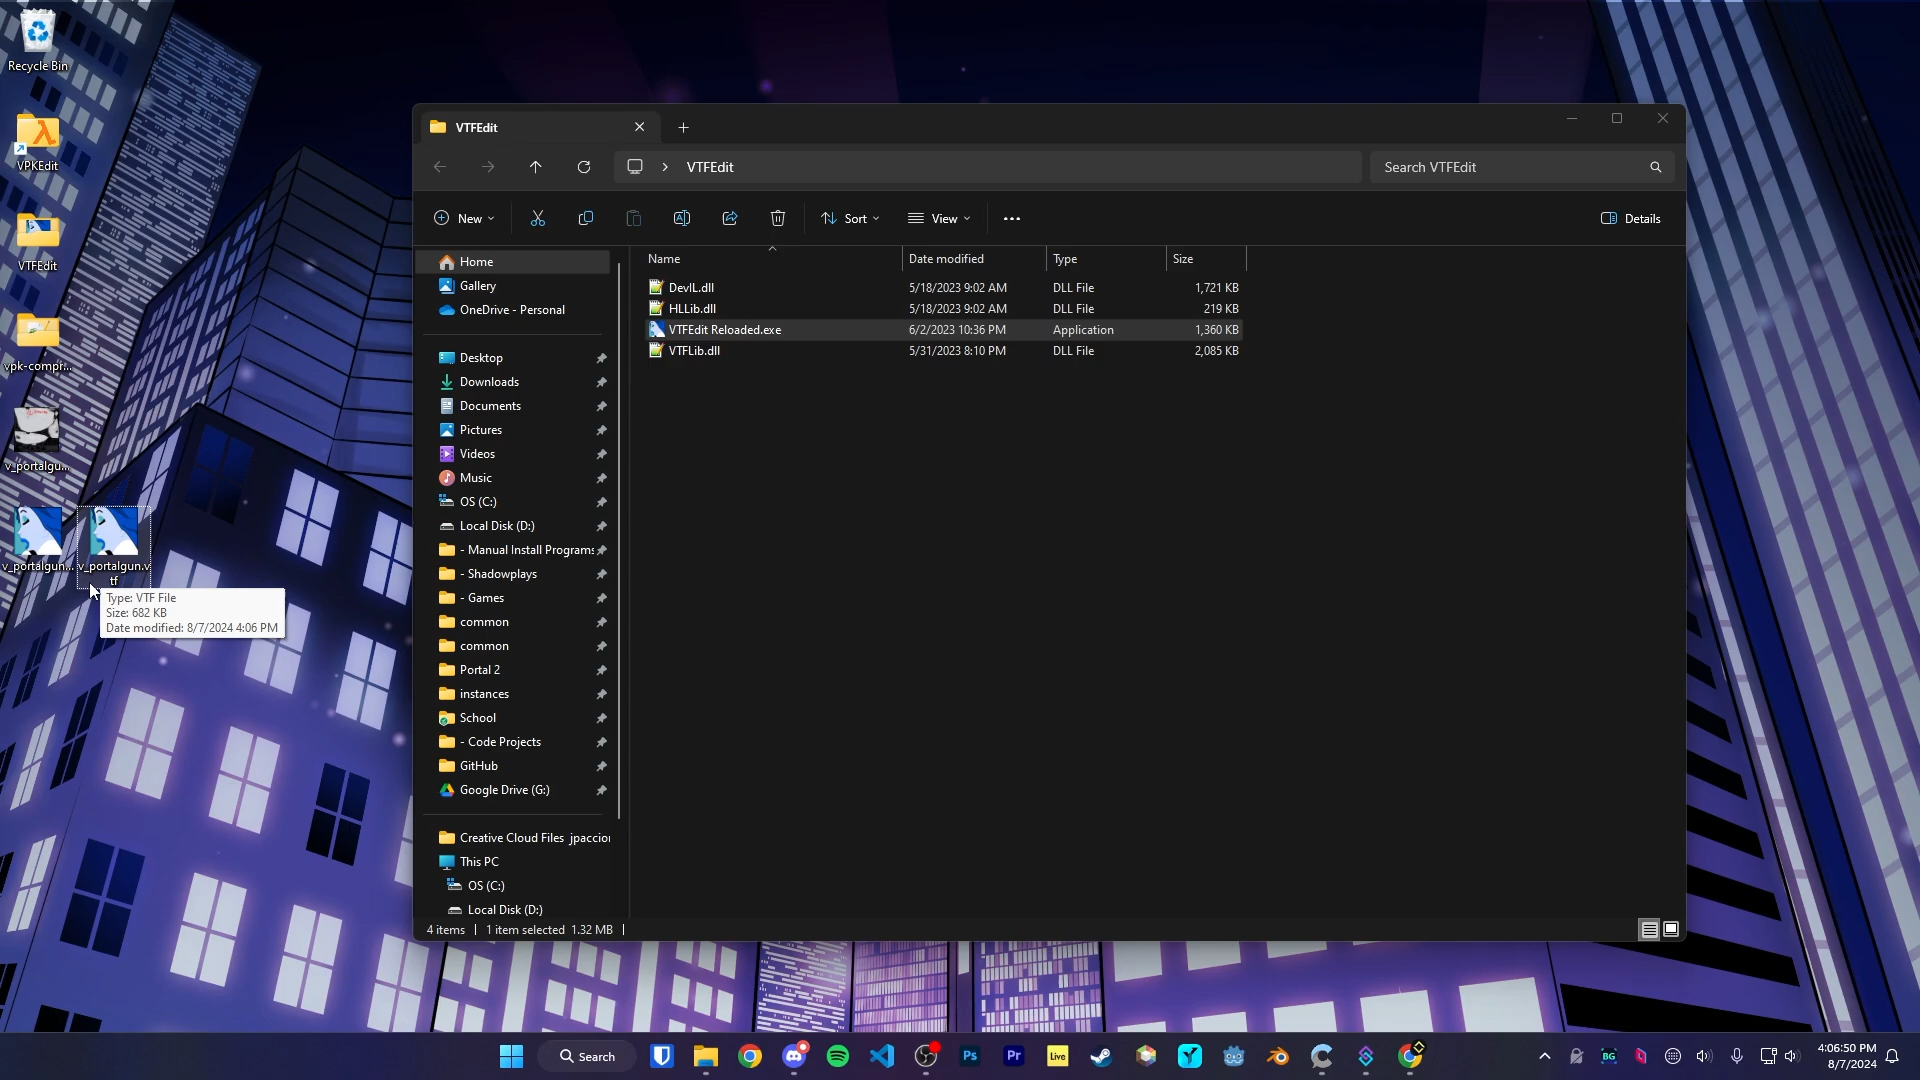 Recycle Bin
VPKEdit
VTFEdit
vpk-compr...
v_portalgu...
v_portalgun...
v_portalgun.v
tf
Type: VTF File
Size: 682 KB
Date modified: 8/7/2024 4:06 PM
VTFEdit
VTFEdit
Search VTFEdit
New
Sort
View
Details
Home
Gallery
OneDrive - Personal
Desktop
Downloads
Documents
Pictures
Videos
Music
OS (C:)
Local Disk (D:)
- Manual Install Programs
- Shadowplays
- Games
common
common
Portal 2
instances
School
- Code Projects
GitHub
Google Drive (G:)
Creative Cloud Files jpaccio
This PC
OS (C:)
Local Disk (D:)
Name Date modified Type Size
DevIL.dll 5/18/2023 9:02 AM DLL File 1,721 KB
HLLib.dll 5/18/2023 9:02 AM DLL File 219 KB
VTFEdit Reloaded.exe 6/2/2023 10:36 PM Application 1,360 KB
VTFLib.dll 5/31/2023 8:10 PM DLL File 2,085 KB
4 items 1 item selected 1.32 MB
Search
Ps
Pr
Live
BG
4:06:50 PM
8/7/2024